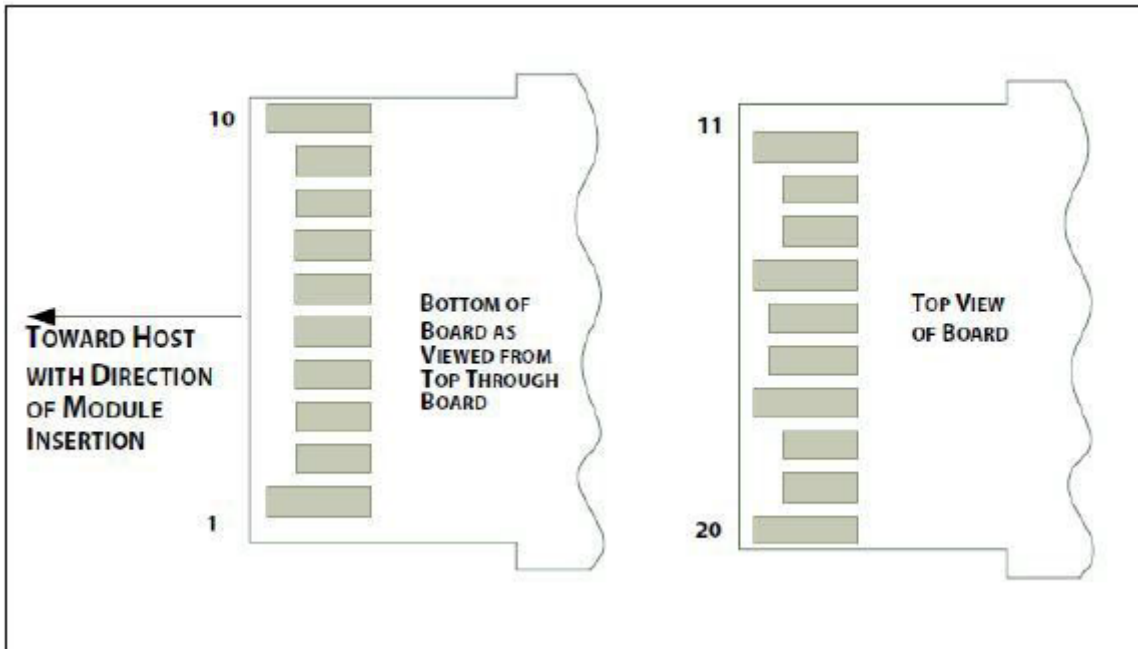 10
1
TOWARD HOST
WITH DIRECTION
OF MODULE
INSERTION
BOTTOM OF
BOARD AS
VIEWED FROM
TOP THROUGH
BOARD
11
20
TOP VIEW
OF BOARD